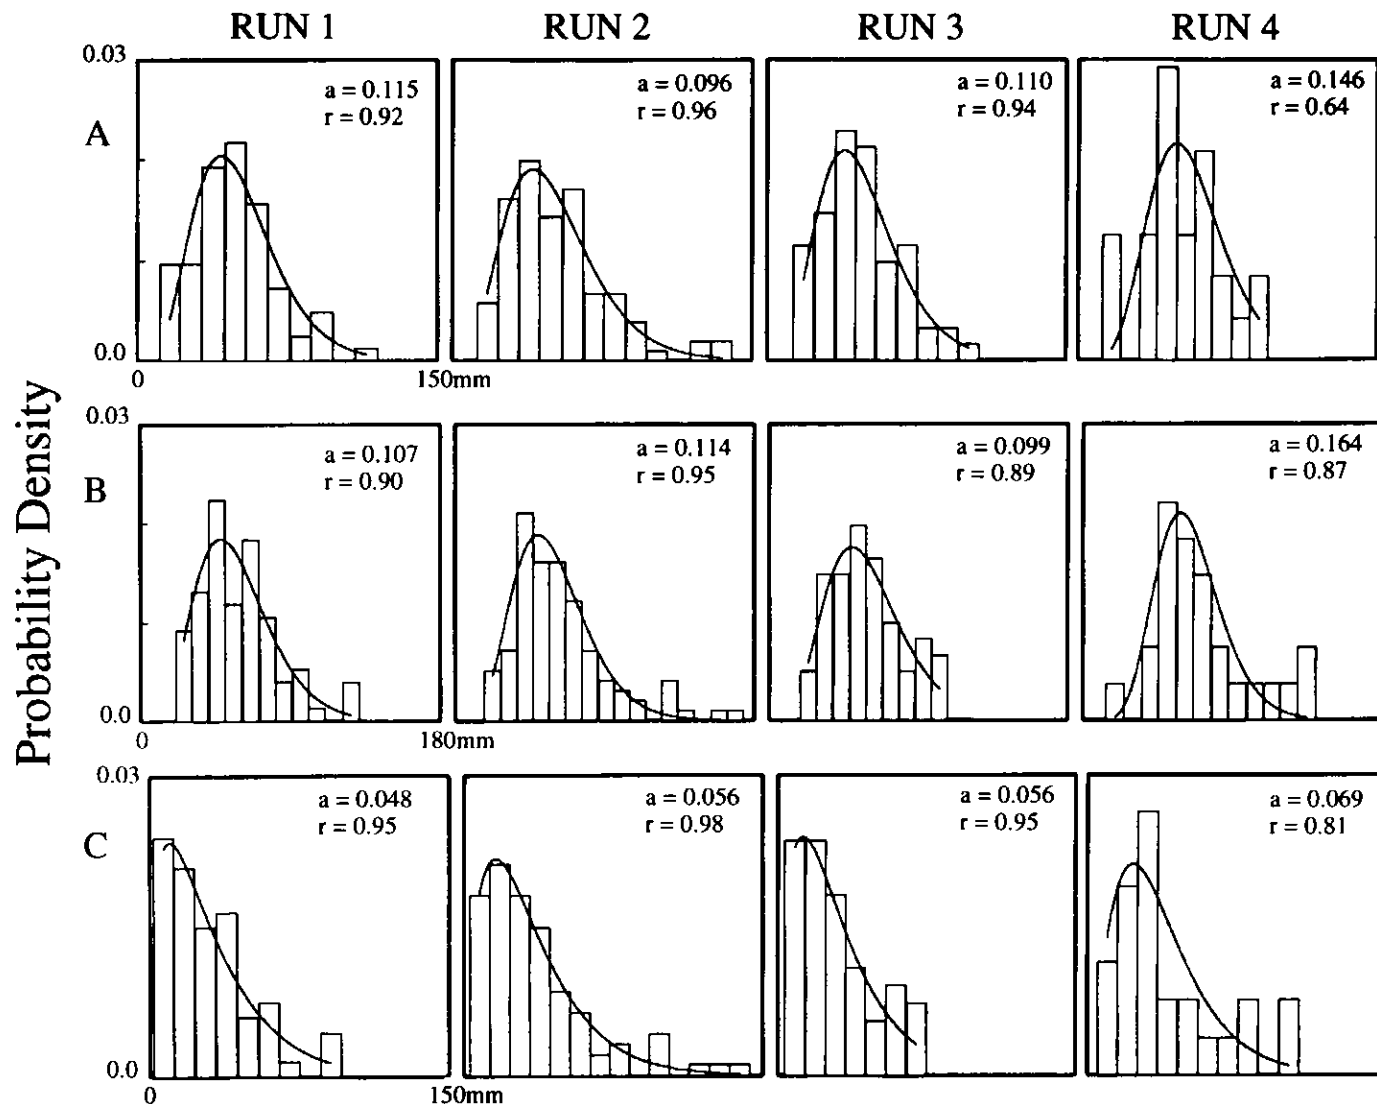 RUN 1 RUN 2 RUN 3 RUN 4
Probability Density
A
0.03
0.0
a = 0.115
r = 0.92
a = 0.096
r = 0.96
a = 0.110
r = 0.94
a = 0.146
r = 0.64
0 150mm
B
0.03
0.0
a = 0.107
r = 0.90
a = 0.114
r = 0.95
a = 0.099
r = 0.89
a = 0.164
r = 0.87
0 180mm
C
0.03
0.0
a = 0.048
r = 0.95
a = 0.056
r = 0.98
a = 0.056
r = 0.95
a = 0.069
r = 0.81
0 150mm